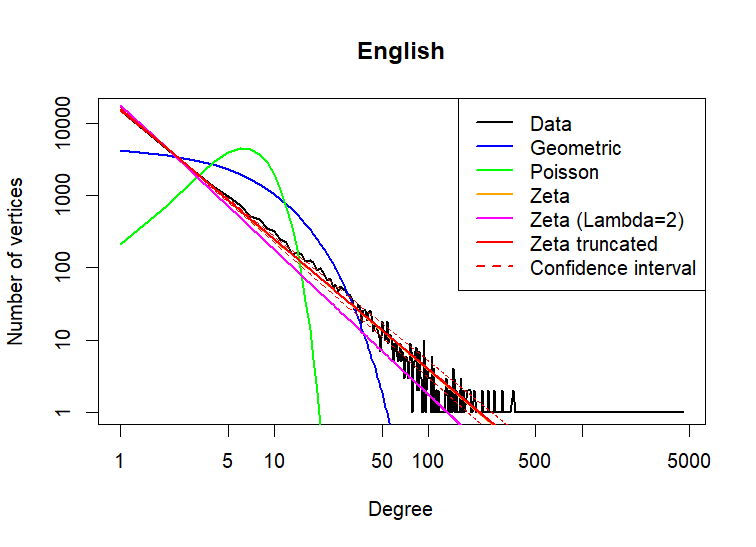 English
Number of vertices
10000
1000
100
10
1
Data
Geometric
Poisson
Zeta
Zeta (Lambda=2)
Zeta truncated
Confidence interval
1 5 10 50 100 500 5000
Degree